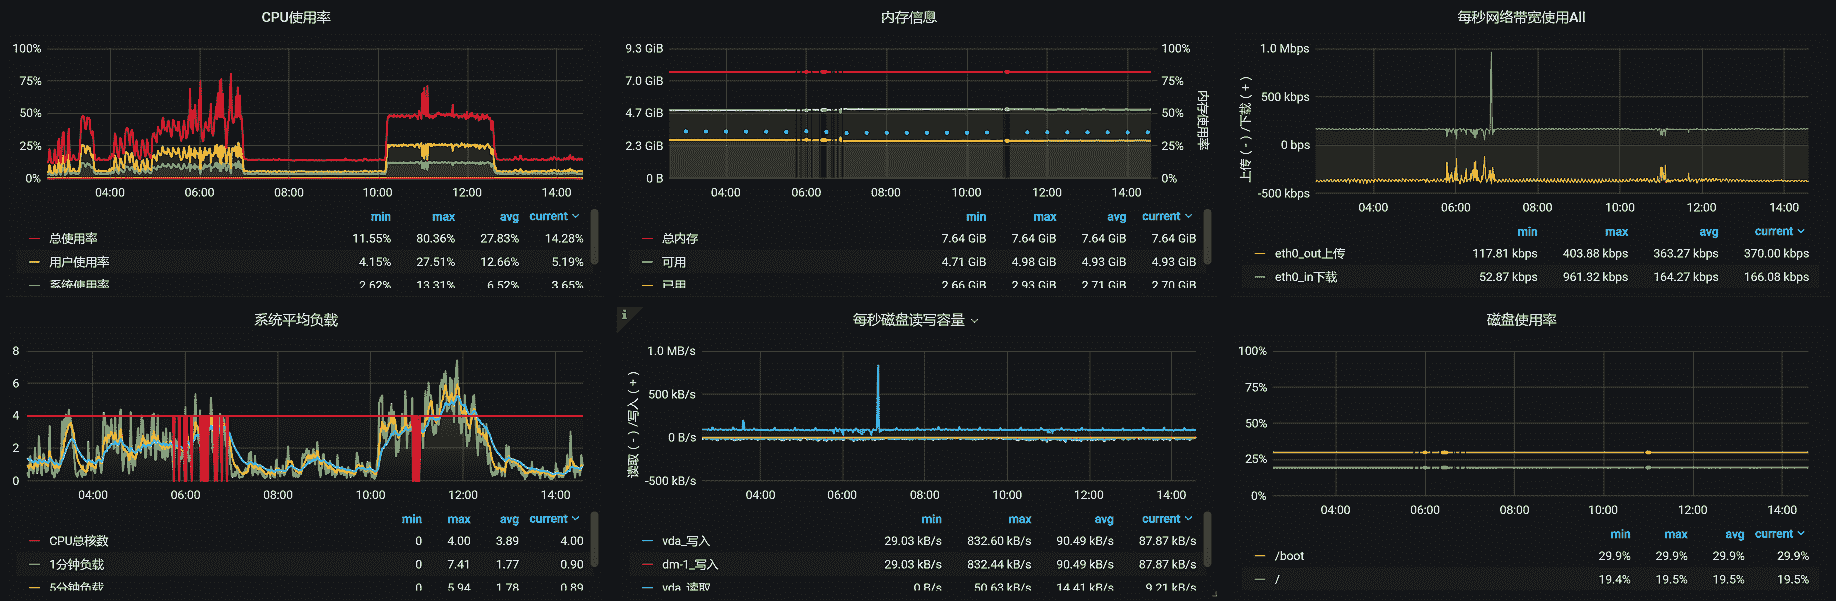 CPU使用率
100%
75%
50%
25%
0%
04:00 06:00 08:00 10:00 12:00 14:00
min max avg current
总使用率 11.55% 80.36% 27.83% 14.28%
用户使用率 4.15% 27.51% 12.66% 5.19%
系统使用率 2.62% 13.31% 6.52% 3.65%
内存信息
9.3 GiB 100%
7.0 GiB 75%
4.7 GiB 50%
2.3 GiB 25%
0 B 0%
内存使用率
04:00 06:00 08:00 10:00 12:00 14:00
min max avg current
总内存 7.64 GiB 7.64 GiB 7.64 GiB 7.64 GiB
可用 4.71 GiB 4.98 GiB 4.93 GiB 4.93 GiB
已用 2.66 GiB 2.93 GiB 2.71 GiB 2.70 GiB
每秒网络带宽使用All
上传(-)/下载(+)
1.0 Mbps
500 kbps
0 bps
-500 kbps
04:00 06:00 08:00 10:00 12:00 14:00
min max avg current
eth0_out上传 117.81 kbps 403.88 kbps 363.27 kbps 370.00 kbps
eth0_in下载 52.87 kbps 961.32 kbps 164.27 kbps 166.08 kbps
系统平均负载
8
6
4
2
0
04:00 06:00 08:00 10:00 12:00 14:00
min max avg current
CPU总核数 0 4.00 3.89 4.00
1分钟负载 0 7.41 1.77 0.90
5分钟负载 0 5.94 1.78 0.89
i
每秒磁盘读写容量
读取(-)/写入(+)
1.0 MB/s
500 kB/s
0 B/s
-500 kB/s
04:00 06:00 08:00 10:00 12:00 14:00
min max avg current
vda_写入 29.03 kB/s 832.60 kB/s 90.49 kB/s 87.87 kB/s
dm-1_写入 29.03 kB/s 832.44 kB/s 90.49 kB/s 87.87 kB/s
vda_读取 0 B/s 50.63 kB/s 14.41 kB/s 9.21 kB/s
磁盘使用率
100%
75%
50%
25%
0%
04:00 06:00 08:00 10:00 12:00 14:00
min max avg current
/boot 29.9% 29.9% 29.9% 29.9%
/ 19.4% 19.5% 19.5% 19.5%